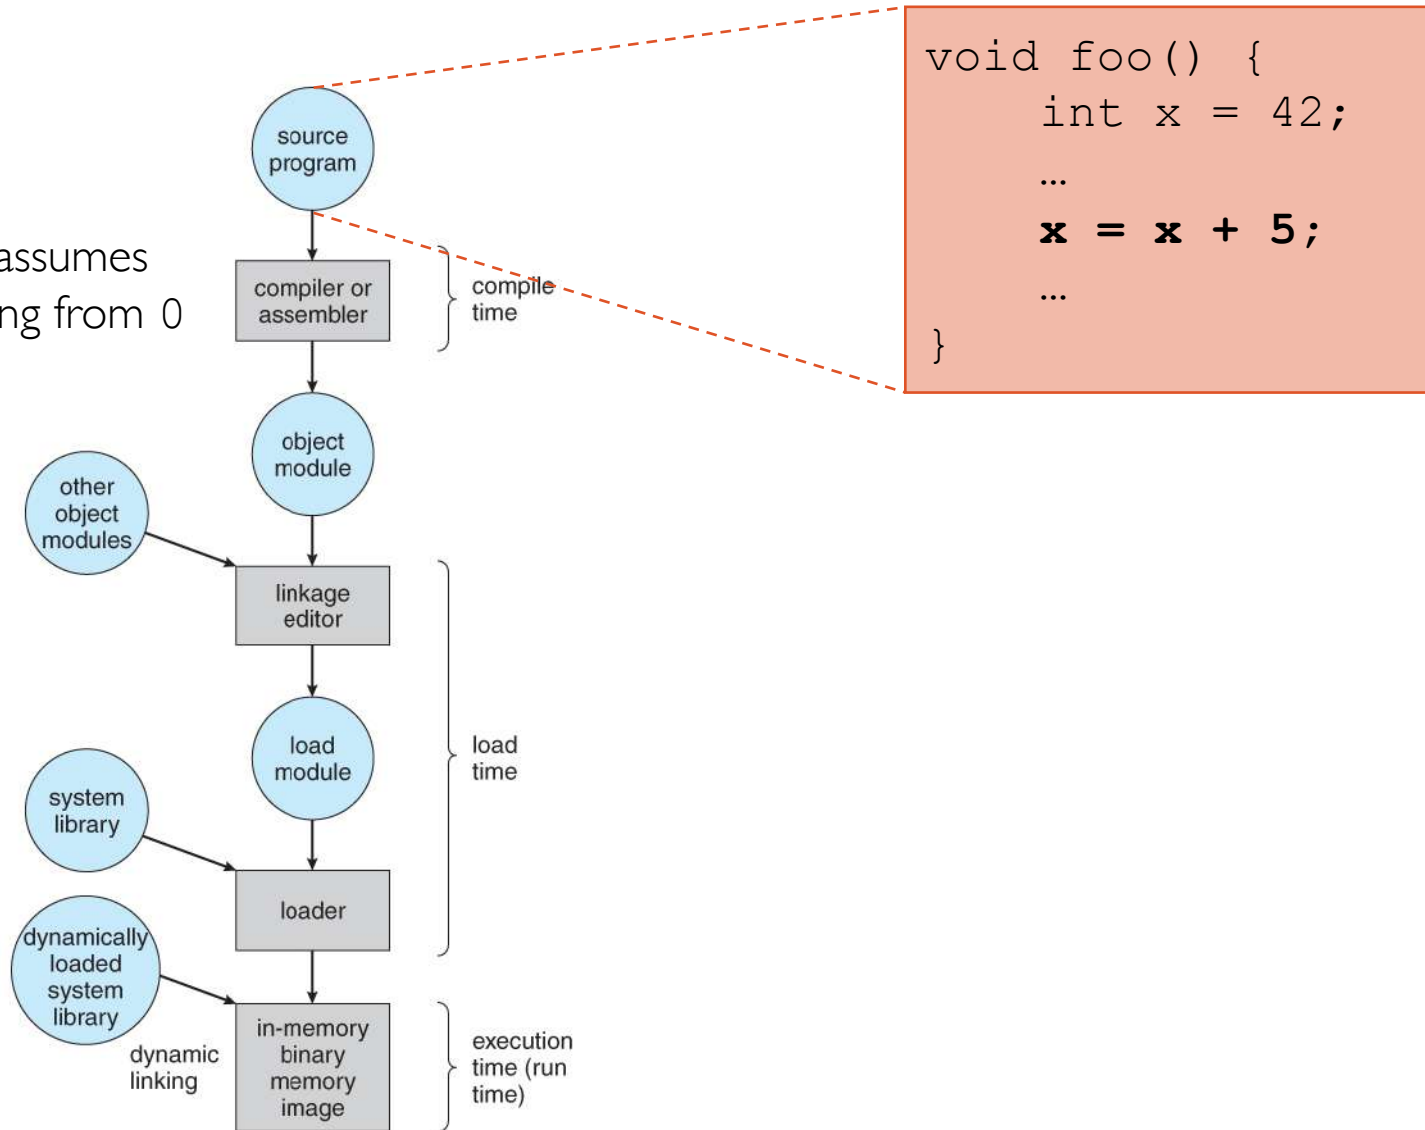 void foo() {
int x = 42;
…
x = x + 5;
…
}
source
program
assumes
ng from 0
compiler or
assembler
compile
time
object
module
other
object
modules
linkage
editor
load
module
load
time
system
library
loader
dynamically
loaded
system
library
dynamic
linking
in-memory
binary
memory
image
execution
time (run
time)